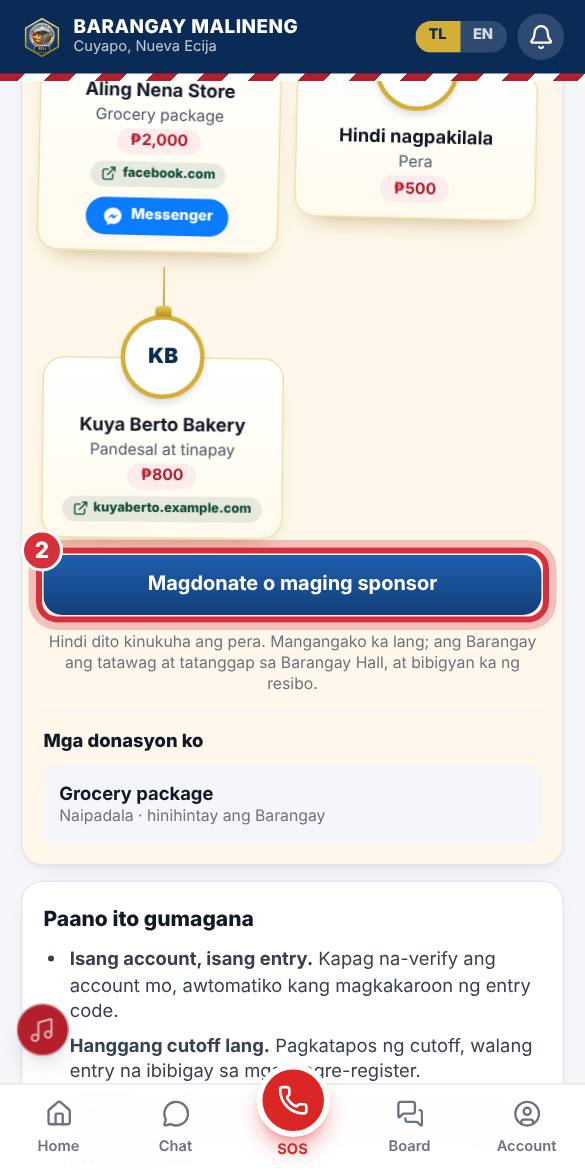 BARANGAY MALINENG
Cuyapo, Nueva Ecija
TL EN
Aling Nena Store
Grocery package
₱2,000
facebook.com
Messenger
Hindi nagpakilala
Pera
₱500
KB
Kuya Berto Bakery
Pandesal at tinapay
₱800
kuyaberto.example.com
2
Magdonate o maging sponsor
Hindi dito kinukuha ang pera. Mangangako ka lang; ang Barangay
ang tatawag at tatanggap sa Barangay Hall, at bibigyan ka ng
resibo.
Mga donasyon ko
Grocery package
Naipadala · hinihintay ang Barangay
Paano ito gumagana
• Isang account, isang entry. Kapag na-verify ang
account mo, awtomatiko kang magkakaroon ng entry
code.
Hanggang cutoff lang. Pagkatapos ng cutoff, walang
entry na ibibigay sa
Home
Chat
SOS
Board
Account